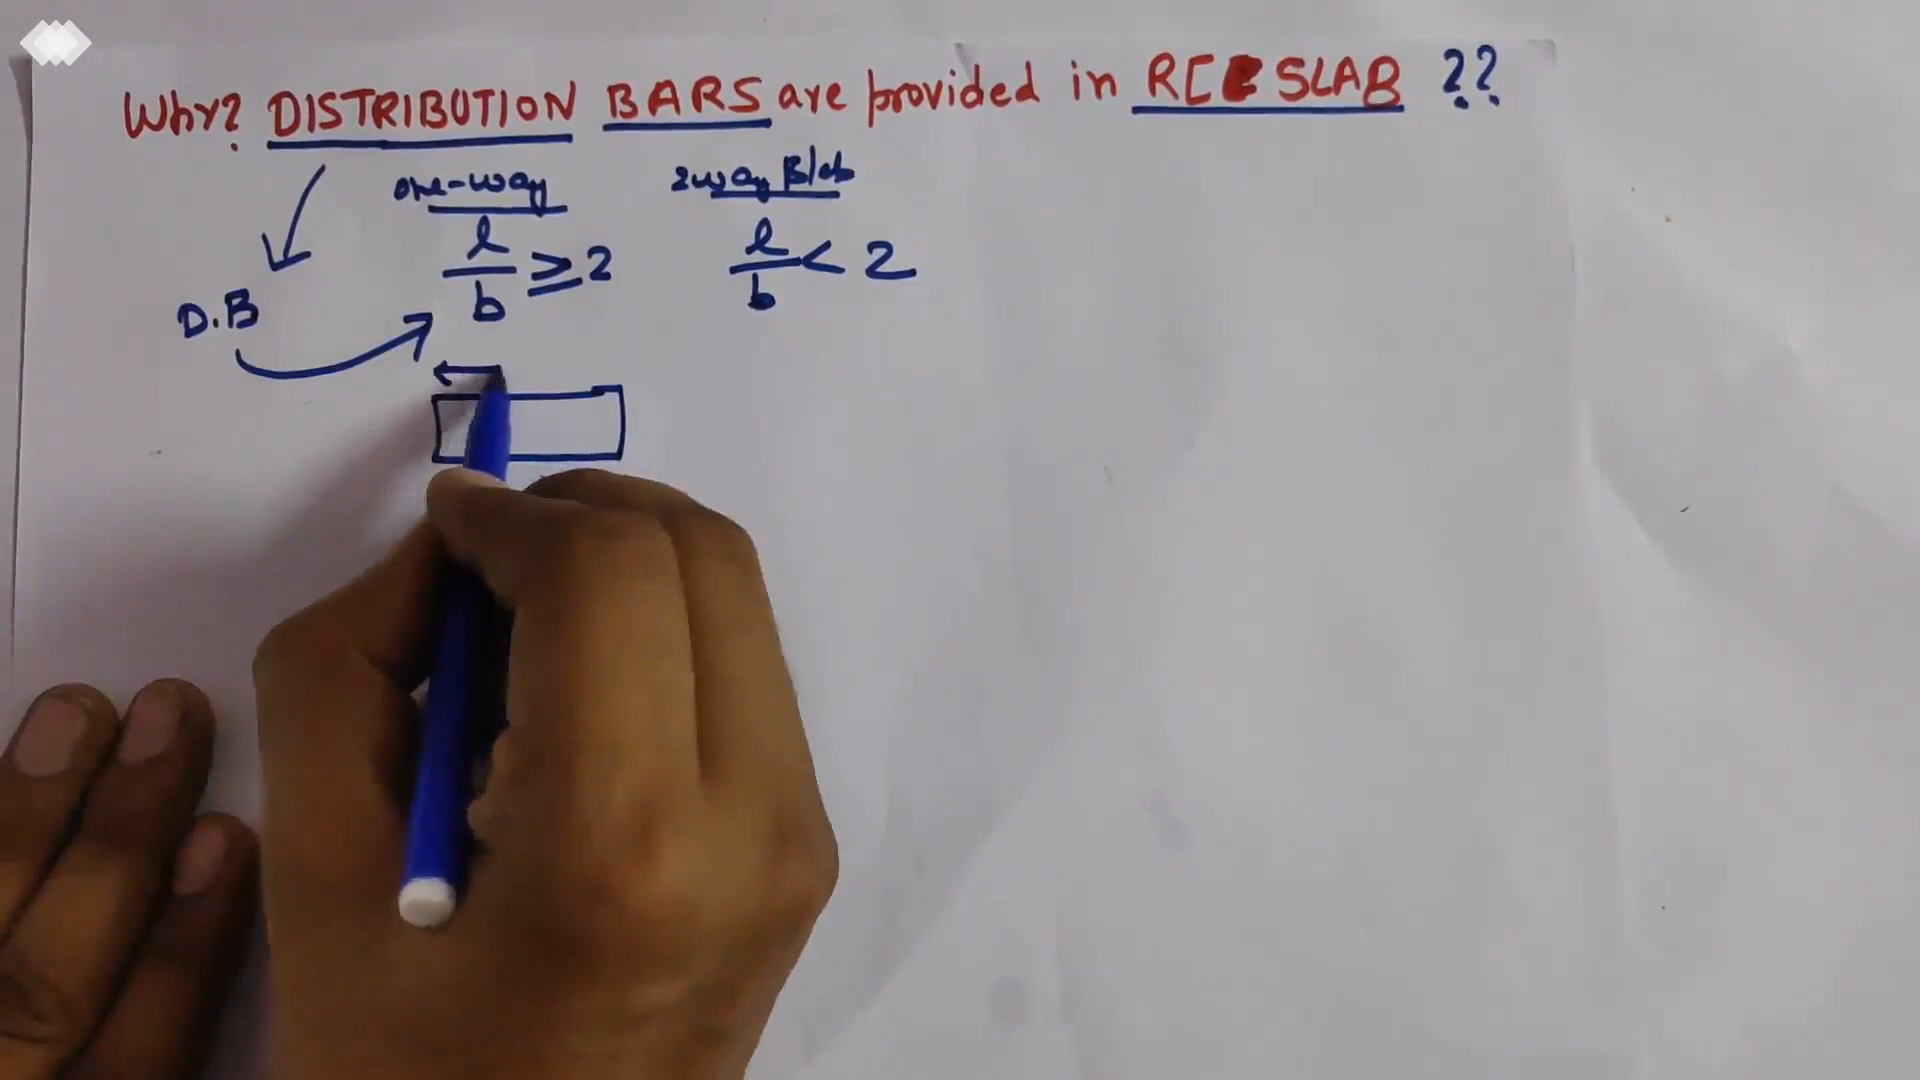 Why? DISTRIBUTION BARS are provided in RCC SLAB ??
one-way 2way Slab
l/b ≥ 2 l/b < 2
D.B